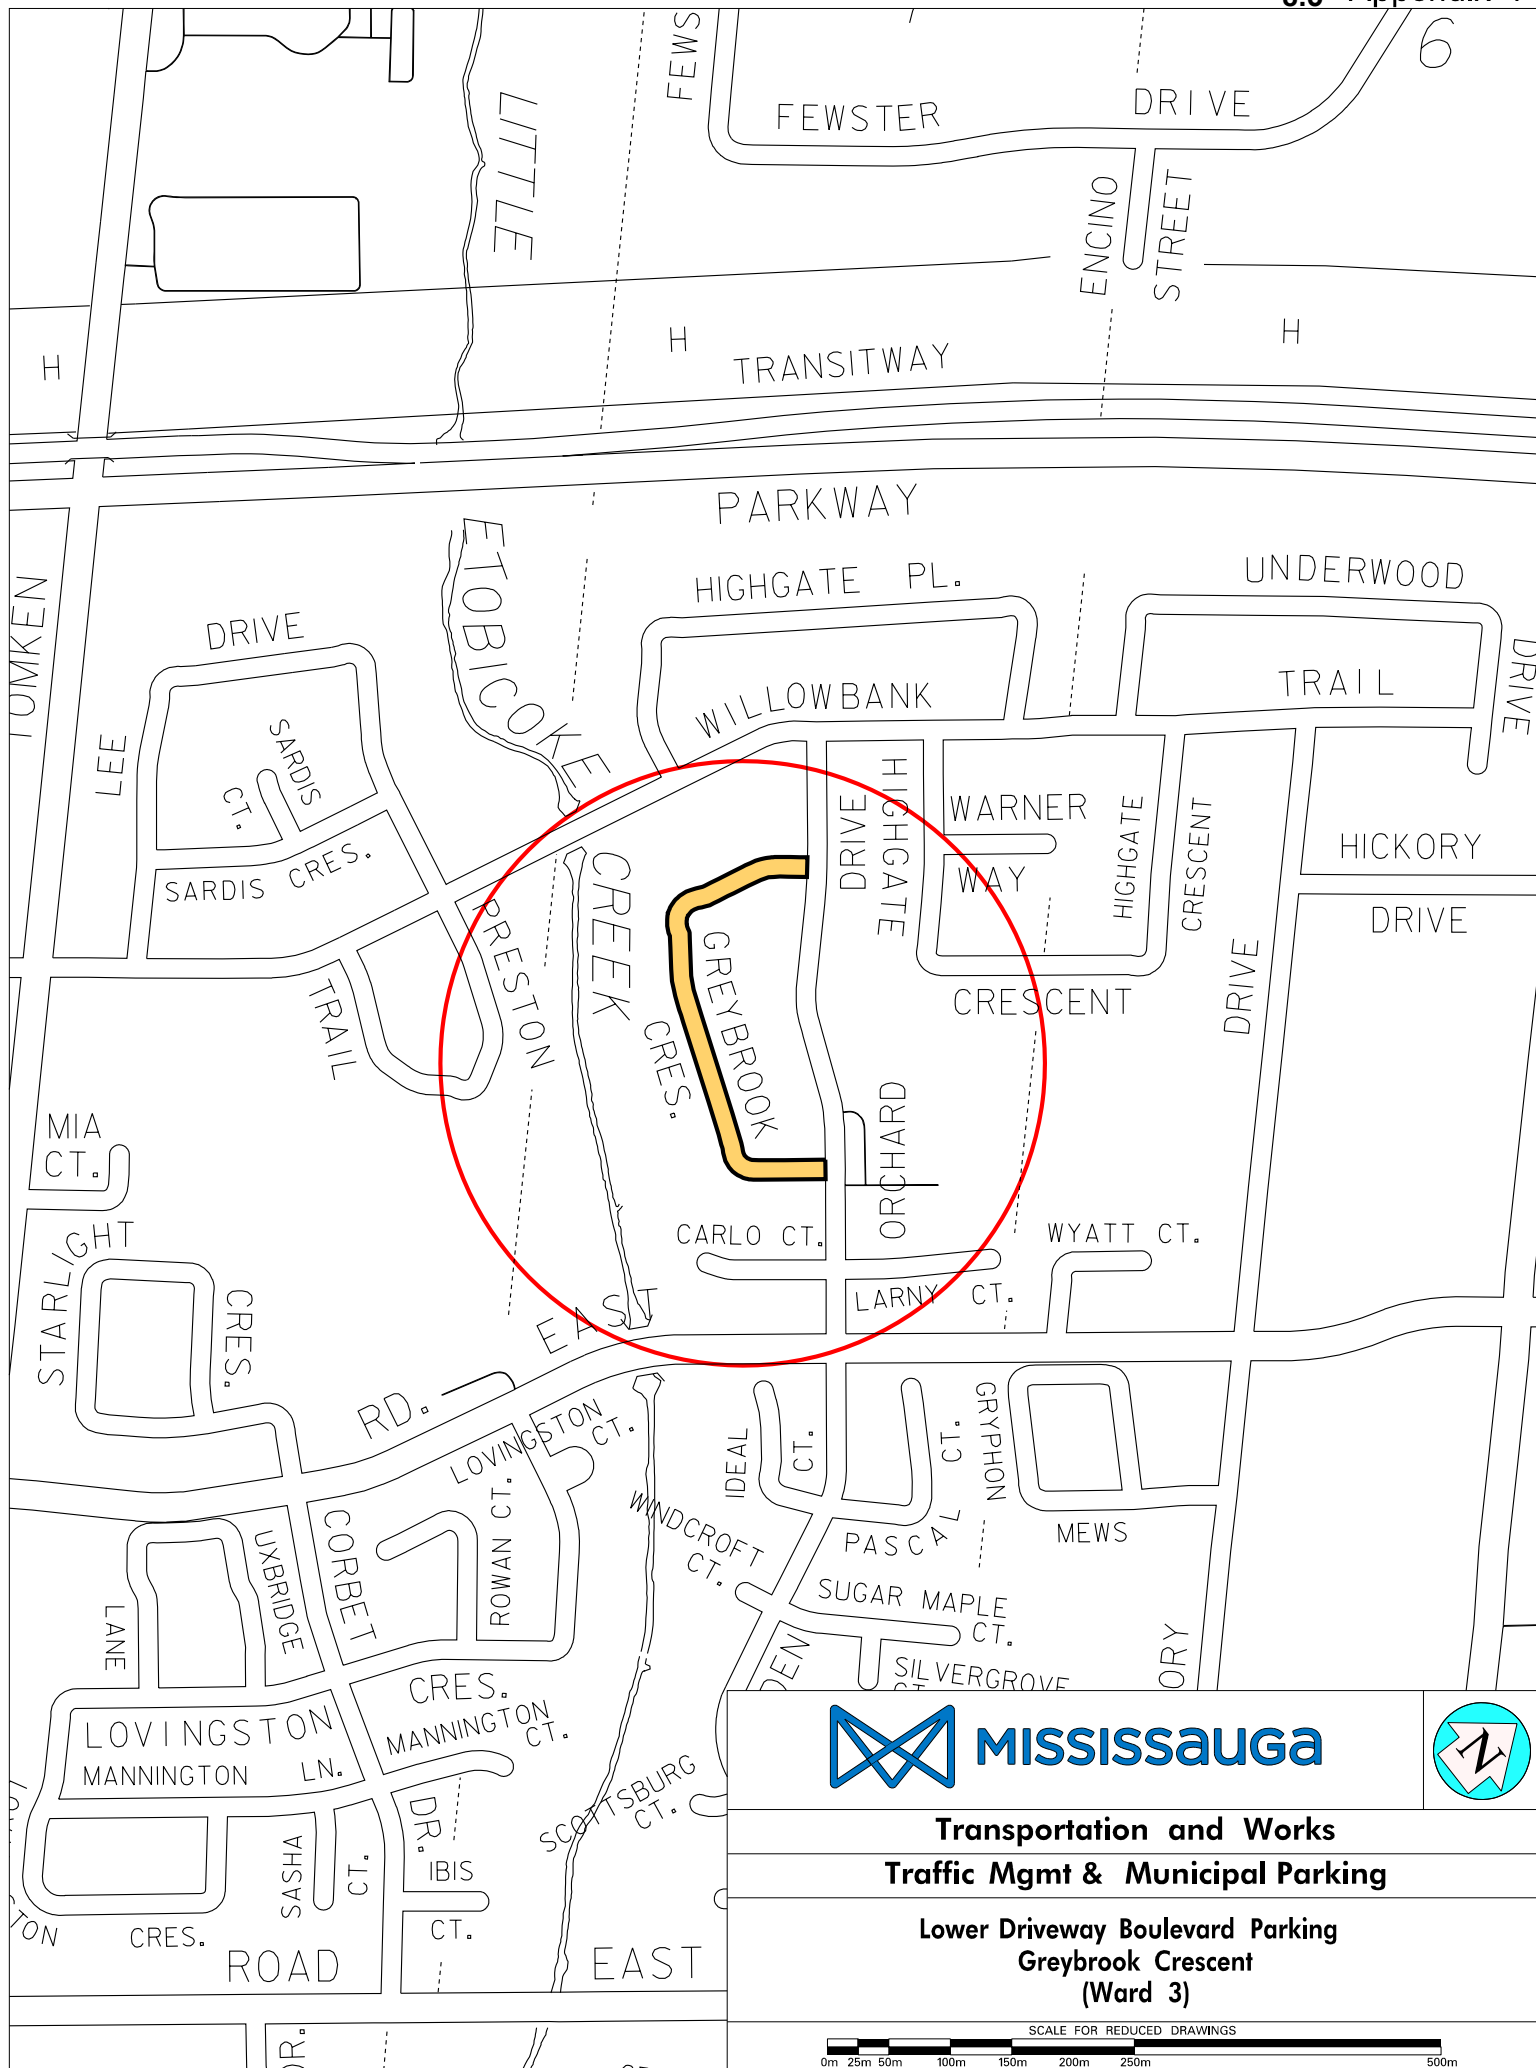 6
FEWSTER DRIVE
LITTLE
ENCINO
STREET
H
H
H
TRANSITWAY
PARKWAY
ETOBICOKE
TOMKEN
HIGHGATE PL.
UNDERWOOD
DRIVE
DRIVE
LEE
SARDIS
CT.
SARDIS CRES.
WILLOWBANK
TRAIL
DRIVE
HIGHGATE
WARNER
WAY
HIGHGATE
CRESCENT
HICKORY
DRIVE
CREEK
GREYBROOK
CRES.
PRESTON
TRAIL
CRESCENT
DRIVE
MIA
CT.
ORCHARD
STARLIGHT
CRES.
CARLO CT.
WYATT CT.
LARNY CT.
EAST
RD.
LOVINGSTON
CT.
IDEAL
CT.
CT.
GRYPHON
ROWAN CT.
WINDCROFT
CT.
PASCAL
MEWS
UXBRIDGE
CORBET
LANE
SUGAR MAPLE
CT.
SILVERGROVE
CRES.
LOVINGSTON
MANNINGTON
CT.
MANNINGTON LN.
SCOTTSBURG
CT.
DR.
SASHA
CT.
IBIS
CT.
CRES.
ROAD
EAST
MISSISSAUGA
N
Transportation and Works
Traffic Mgmt & Municipal Parking
Lower Driveway Boulevard Parking
Greybrook Crescent
(Ward 3)
SCALE FOR REDUCED DRAWINGS
0m 25m 50m 100m 150m 200m 250m 500m